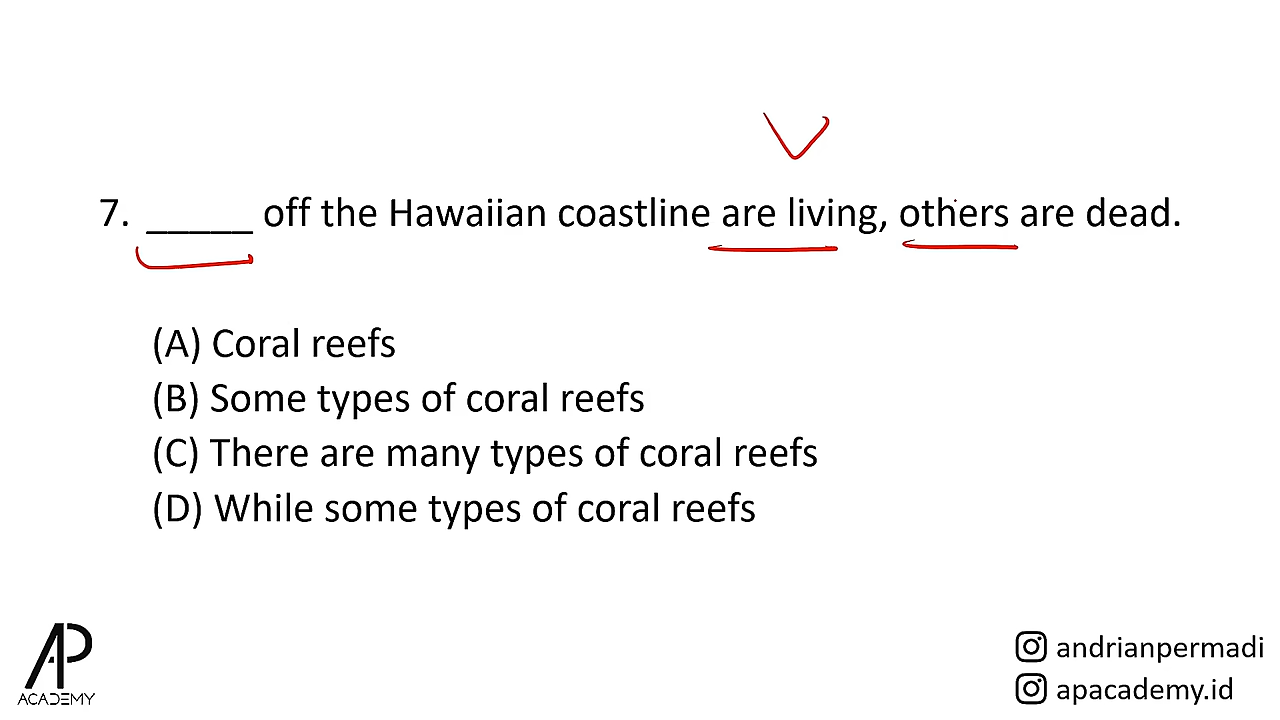 7. _____ off the Hawaiian coastline are living, others are dead.
(A) Coral reefs
(B) Some types of coral reefs
(C) There are many types of coral reefs
(D) While some types of coral reefs
AP
ACADEMY
andrianpermadi
apacademy.id